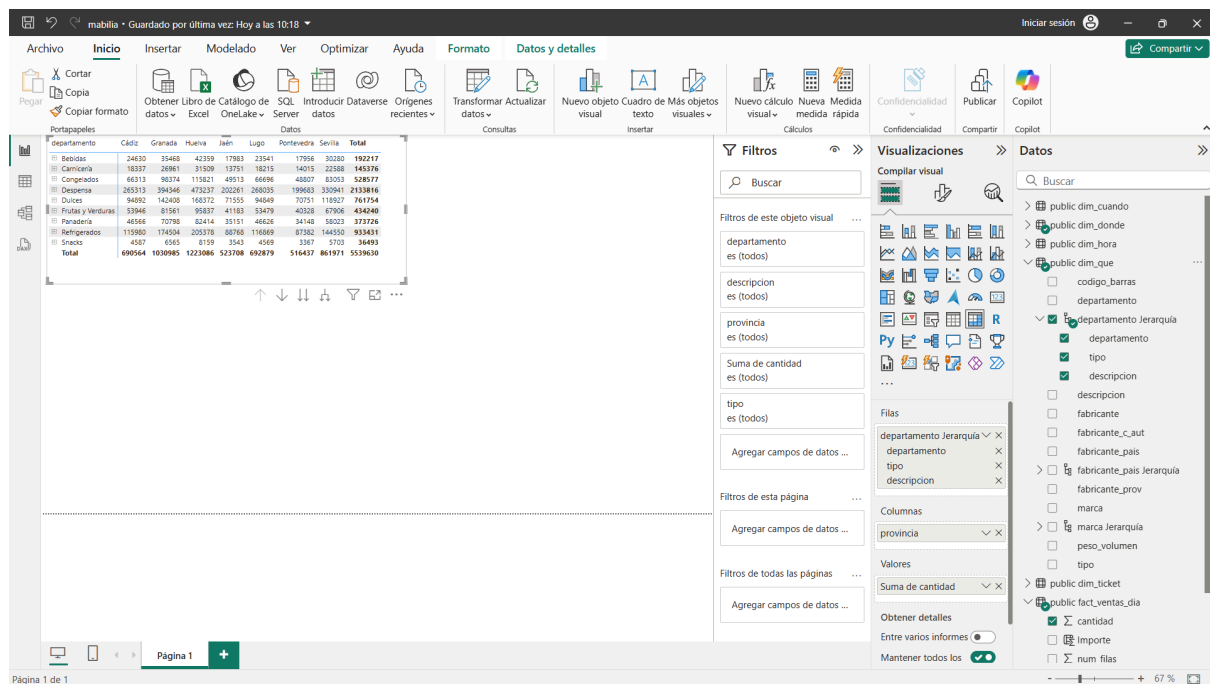 mabilia • Guardado por última vez: Hoy a las 10:18
Iniciar sesión
Archivo Inicio Insertar Modelado Ver Optimizar Ayuda Formato Datos y detalles
Compartir
Pegar
Cortar
Copia
Copiar formato
Portapapeles
Obtener datos
Libro de Excel
Catálogo de OneLake
SQL Server
Introducir datos
Dataverse
Orígenes recientes
Datos
Transformar datos
Actualizar
Consultas
Nuevo objeto visual
Cuadro de texto
Más objetos visuales
Insertar
Nuevo cálculo visual
Nueva medida
Medida rápida
Cálculos
Confidencialidad
Confidencialidad
Publicar
Compartir
Copilot
Copilot
departamento Cádiz Granada Huelva Jaén Lugo Pontevedra Sevilla Total
Bebidas 24630 35468 42359 17983 23541 17956 30280 192217
Carnicería 18337 26961 31509 13751 18215 14015 22588 145376
Congelados 66313 98374 115821 49513 66696 48807 83053 528577
Despensa 265313 394346 473237 202261 268035 199683 330941 2133816
Dulces 94892 142408 168372 71555 94849 70751 118927 761754
Frutas y Verduras 53946 81561 95837 41183 53479 40328 67906 434240
Panadería 46566 70798 82414 35151 46626 34148 58023 373726
Refrigerados 115980 174504 205378 88768 116869 87382 144550 933431
Snacks 4587 6565 8159 3543 4569 3367 5703 36493
Total 690564 1030985 1223086 523708 692879 516437 861971 5539630
Filtros
Buscar
Filtros de este objeto visual
departamento
es (todos)
descripcion
es (todos)
provincia
es (todos)
Suma de cantidad
es (todos)
tipo
es (todos)
Agregar campos de datos ...
Filtros de esta página
Agregar campos de datos ...
Filtros de todas las páginas
Agregar campos de datos ...
Visualizaciones
Compilar visual
123
R
Py
Filas
departamento Jerarquía
departamento
tipo
descripcion
Columnas
provincia
Valores
Suma de cantidad
Obtener detalles
Entre varios informes
Mantener todos los
Datos
Buscar
public dim_cuando
public dim_donde
public dim_hora
public dim_que
codigo_barras
departamento
departamento Jerarquía
departamento
tipo
descripcion
descripcion
fabricante
fabricante_c_aut
fabricante_pais
fabricante_pais Jerarquía
fabricante_prov
marca
marca Jerarquía
peso_volumen
tipo
public dim_ticket
public fact_ventas_dia
cantidad
Importe
num_filas
DAX
Página 1
Página 1 de 1
67 %